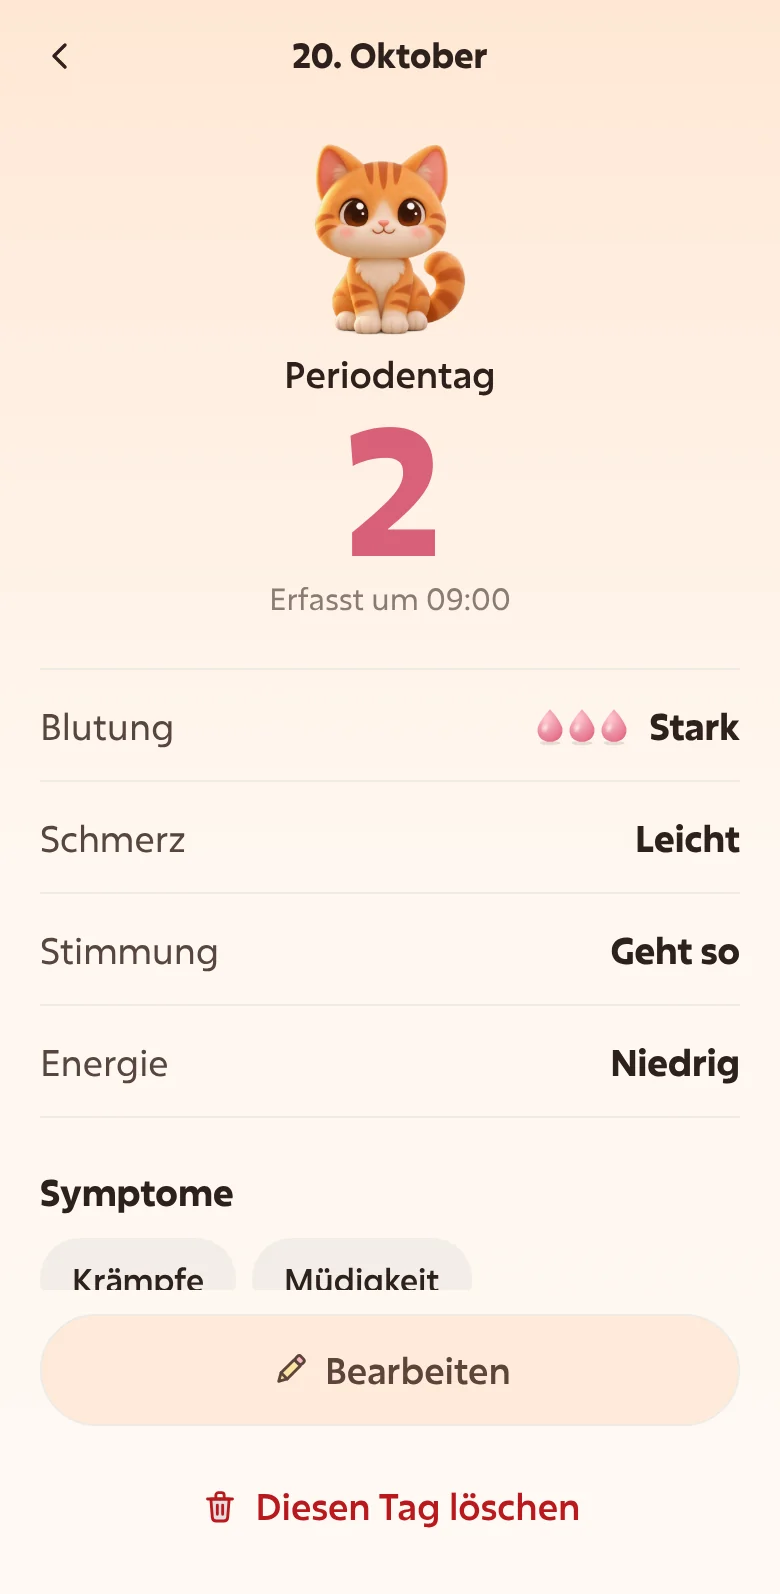 20. Oktober
Periodentag
2
Erfasst um 09:00
Blutung Stark
Schmerz Leicht
Stimmung Geht so
Energie Niedrig
Symptome
Krämpfe Müdigkeit
Bearbeiten
Diesen Tag löschen